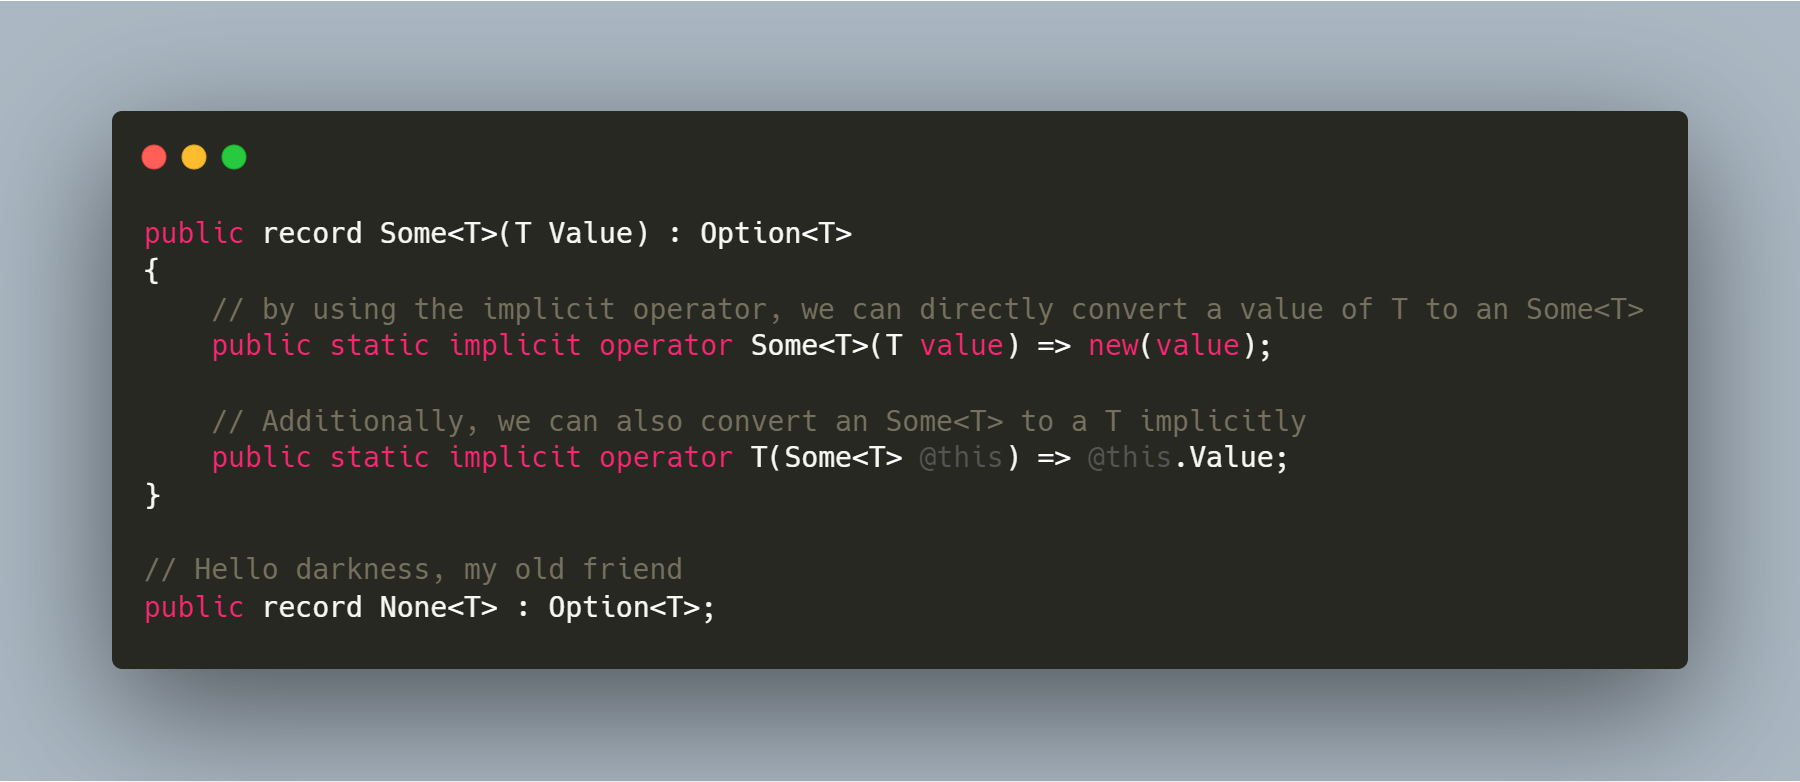 public record Some<T>(T Value) : Option<T>
{
    // by using the implicit operator, we can directly convert a value of T to an Some<T>
    public static implicit operator Some<T>(T value) => new(value);

    // Additionally, we can also convert an Some<T> to a T implicitly
    public static implicit operator T(Some<T> @this) => @this.Value;
}

// Hello darkness, my old friend
public record None<T> : Option<T>;